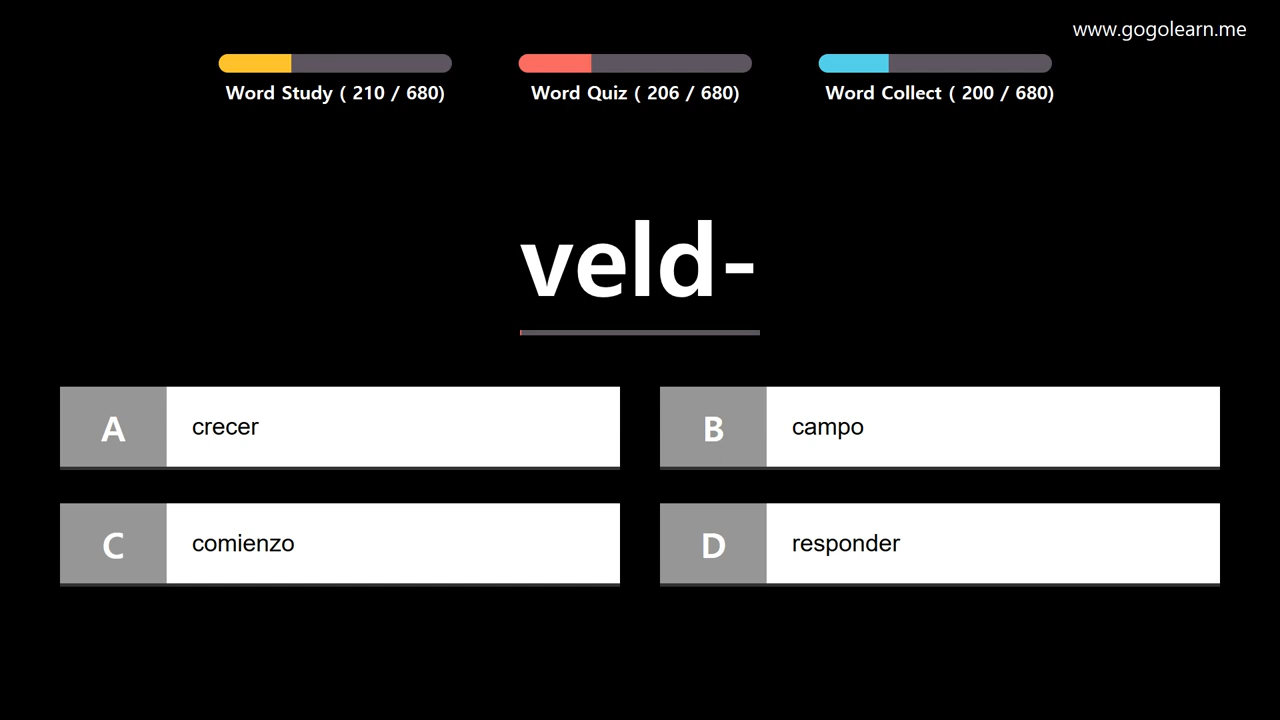 www.gogolearn.me
Word Study ( 210 / 680)
Word Quiz ( 206 / 680)
Word Collect ( 200 / 680)
veld-
A crecer
B campo
C comienzo
D responder